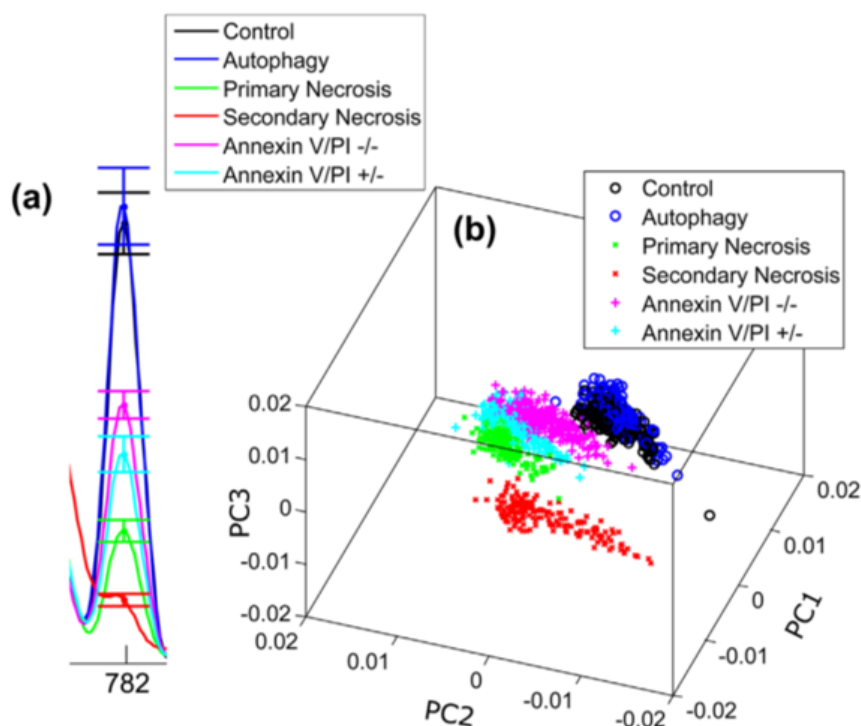 Control
Autophagy
Primary Necrosis
Secondary Necrosis
Annexin V/PI -/-
Annexin V/PI +/-
(a)
782
(b)
Control
Autophagy
Primary Necrosis
Secondary Necrosis
Annexin V/PI -/-
Annexin V/PI +/-
PC3
0.02
0.01
0
-0.01
-0.02
PC2
0.02
0.01
0
-0.01
-0.02
PC1
0.02
0.01
0
-0.01
-0.02